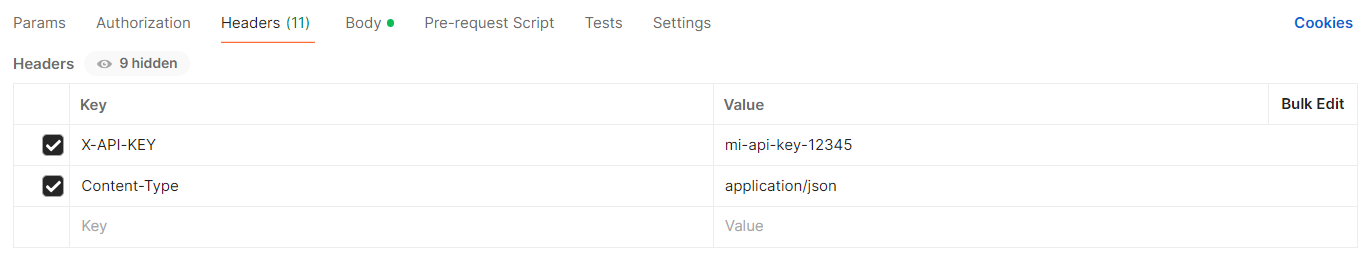 Params Authorization Headers (11) Body Pre-request Script Tests Settings Cookies
Headers 9 hidden
Key Value Bulk Edit
X-API-KEY mi-api-key-12345
Content-Type application/json
Key Value